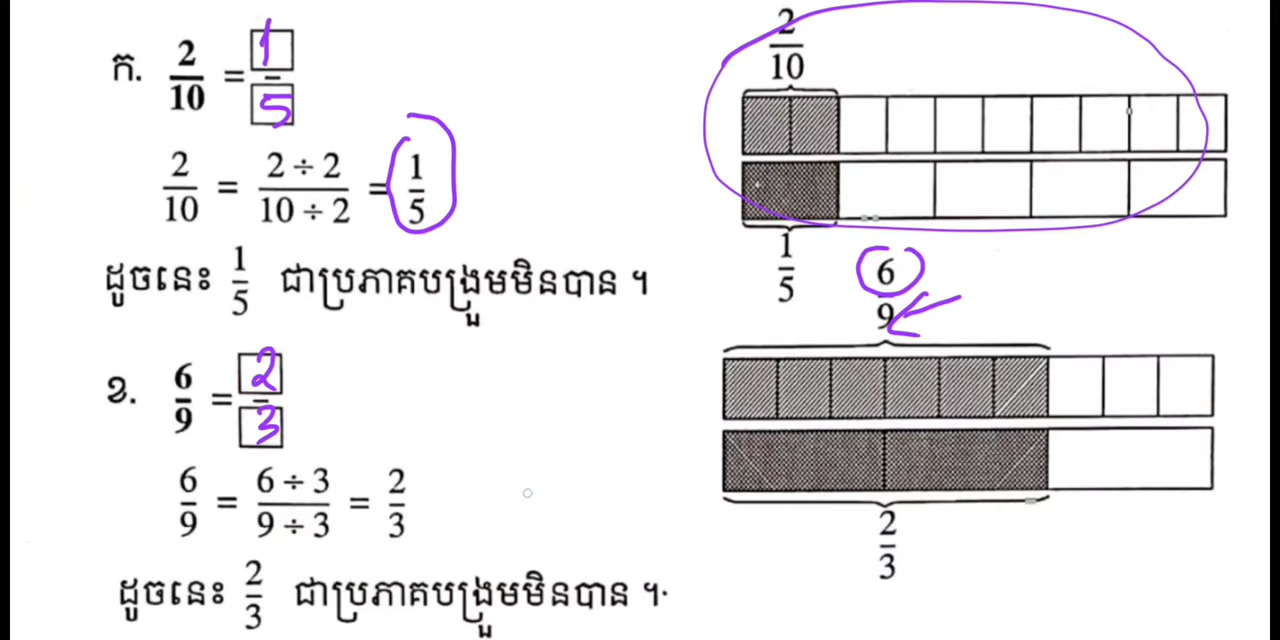 ក. 2/10 = 1/5
2/10 = 2 ÷ 2/10 ÷ 2 = 1/5
ដូចនេះ 1/5 ជាប្រភាគបង្រួមមិនបាន ។
ខ. 6/9 = 2/3
6/9 = 6 ÷ 3/9 ÷ 3 = 2/3
ដូចនេះ 2/3 ជាប្រភាគបង្រួមមិនបាន ។
2/10
1/5
6/9
2/3